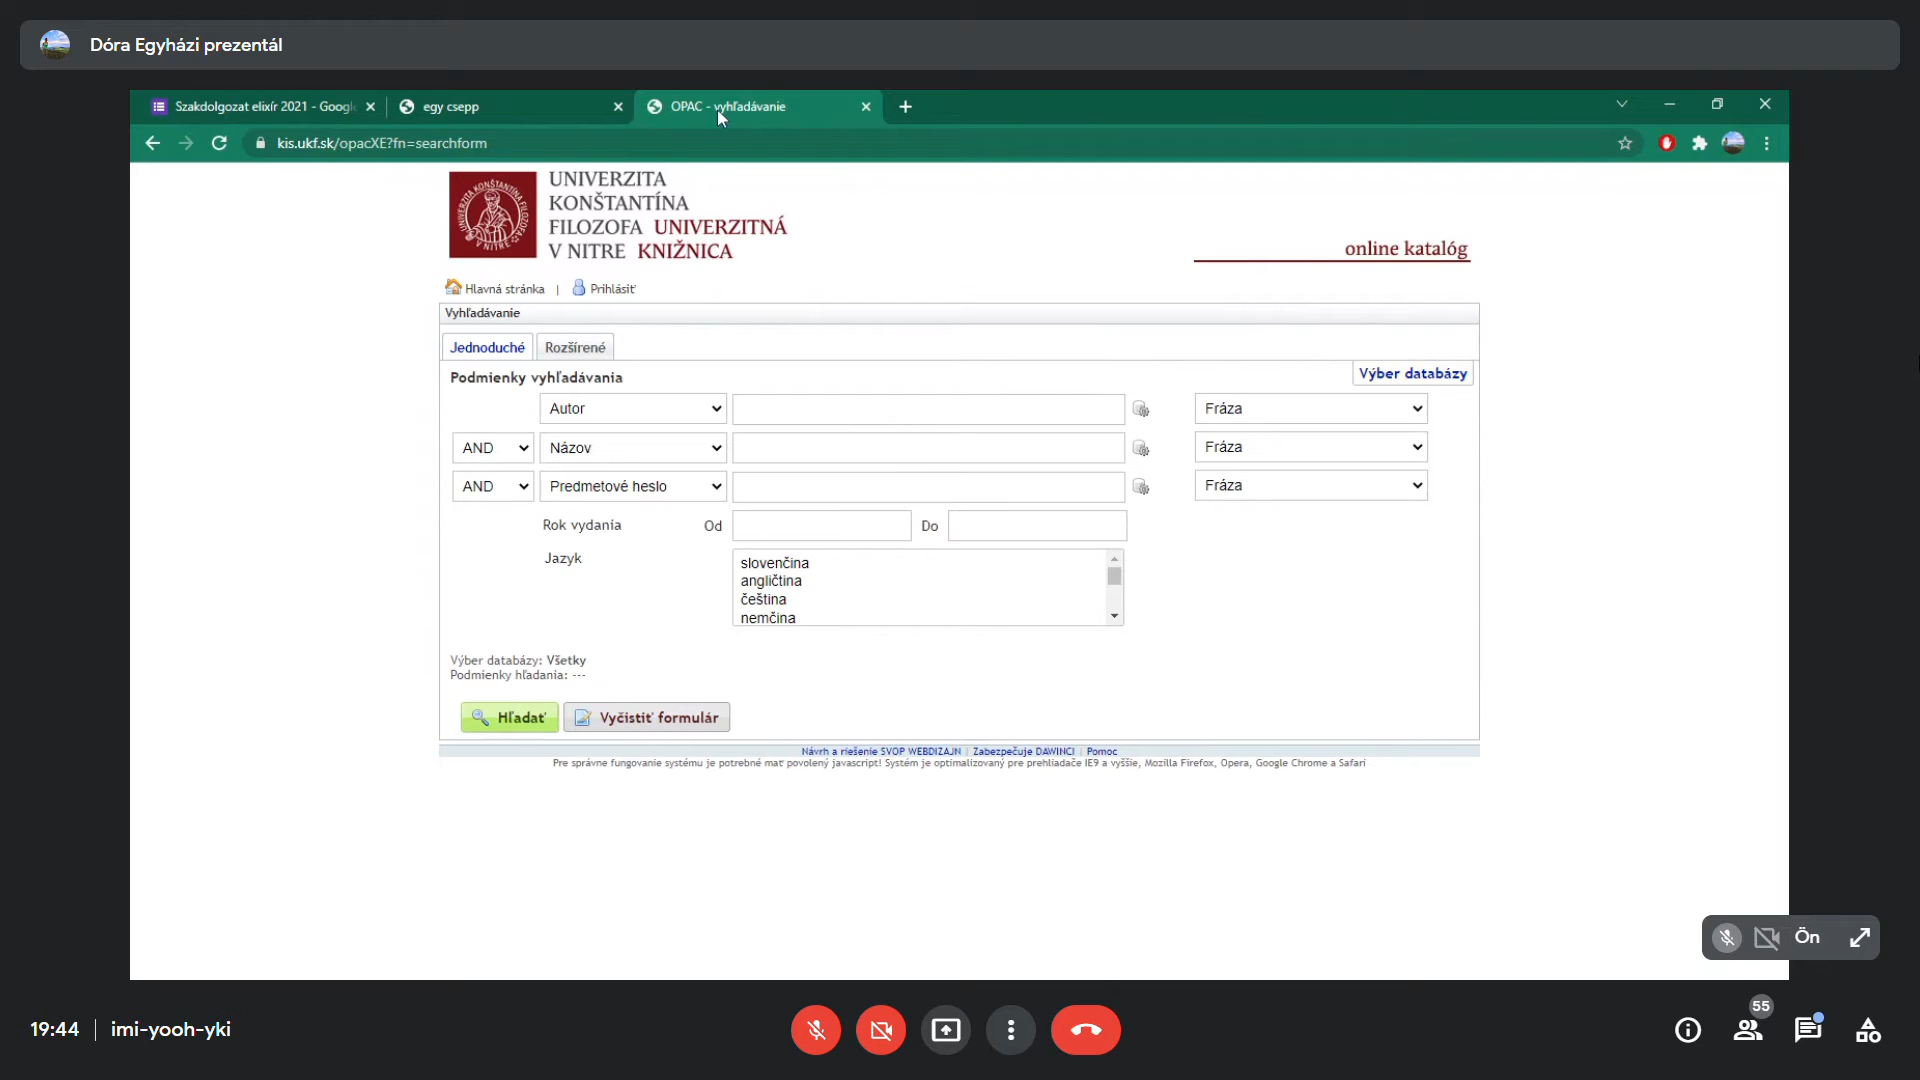 Dóra Egyházi prezentál
Szakdolgozat elixír 2021 - Googl
egy csepp
OPAC - vyhľadávanie
kis.ukf.sk/opacXE?fn=searchform
UNIVERZITA
KONŠTANTÍNA
FILOZOFA UNIVERZITNÁ
V NITRE KNIŽNICA
online katalóg
Hlavná stránka | Prihlásiť
Vyhľadávanie
Jednoduché Rozšírené
Podmienky vyhľadávania Výber databázy
Autor Fráza
AND Názov Fráza
AND Predmetové heslo Fráza
Rok vydania Od Do
Jazyk
slovenčina
angličtina
čeština
nemčina
Výber databázy: Všetky
Podmienky hľadania: ---
Hľadať Vyčistiť formulár
Návrh a riešenie SVOP WEBDIZAJN | Zabezpečuje DAWINCI | Pomoc
Pre správne fungovanie systému je potrebné mať povolený javascript! Systém je optimalizovaný pre prehliadače IE9 a vyššie, Mozilla Firefox, Opera, Google Chrome a Safari
Ön
19:44 | imi-yooh-yki
55